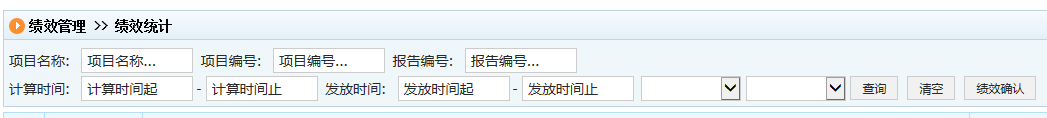 绩效管理 >> 绩效统计
项目名称: 项目名称... 项目编号: 项目编号... 报告编号: 报告编号...
计算时间: 计算时间起 - 计算时间止 发放时间: 发放时间起 - 发放时间止 查询 清空 绩效确认